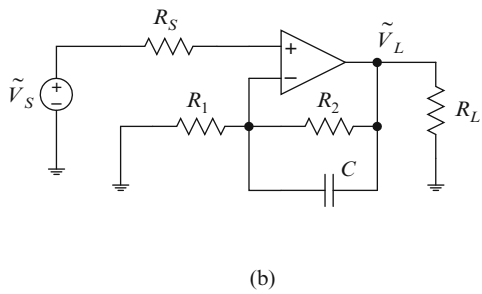 R_S
+
Ṽ_L
Ṽ_S
+
−
−
R_1
R_2
R_L
C
(b)